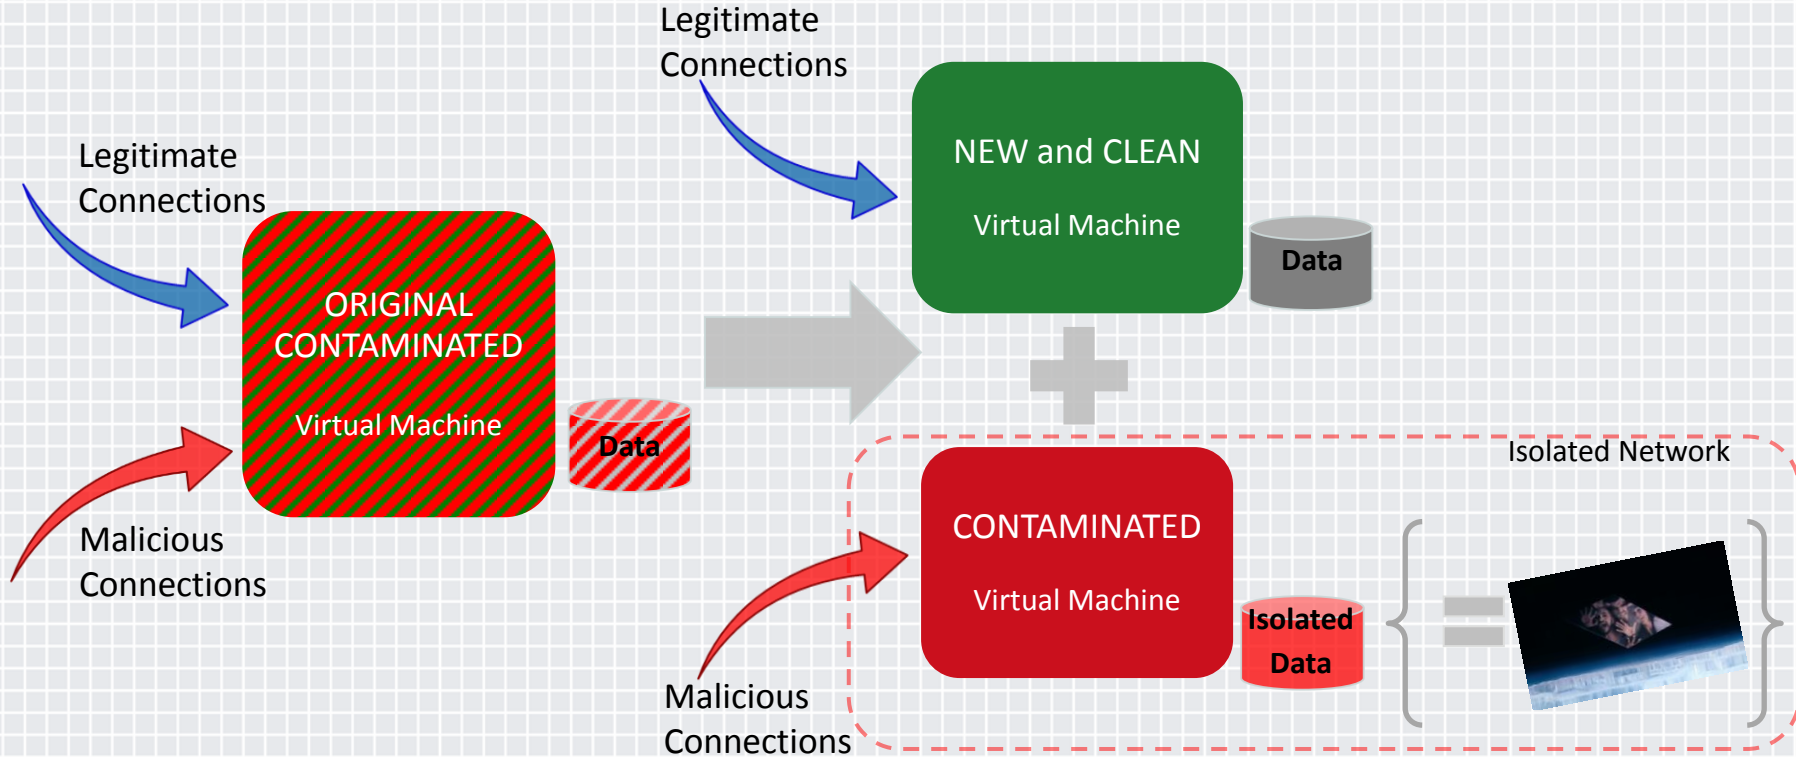 Legitimate
Connections
ORIGINAL
CONTAMINATED
Virtual Machine
Data
Malicious
Connections
Legitimate
Connections
NEW and CLEAN
Virtual Machine
Data
Isolated Network
CONTAMINATED
Virtual Machine
Isolated
Data
Malicious
Connections